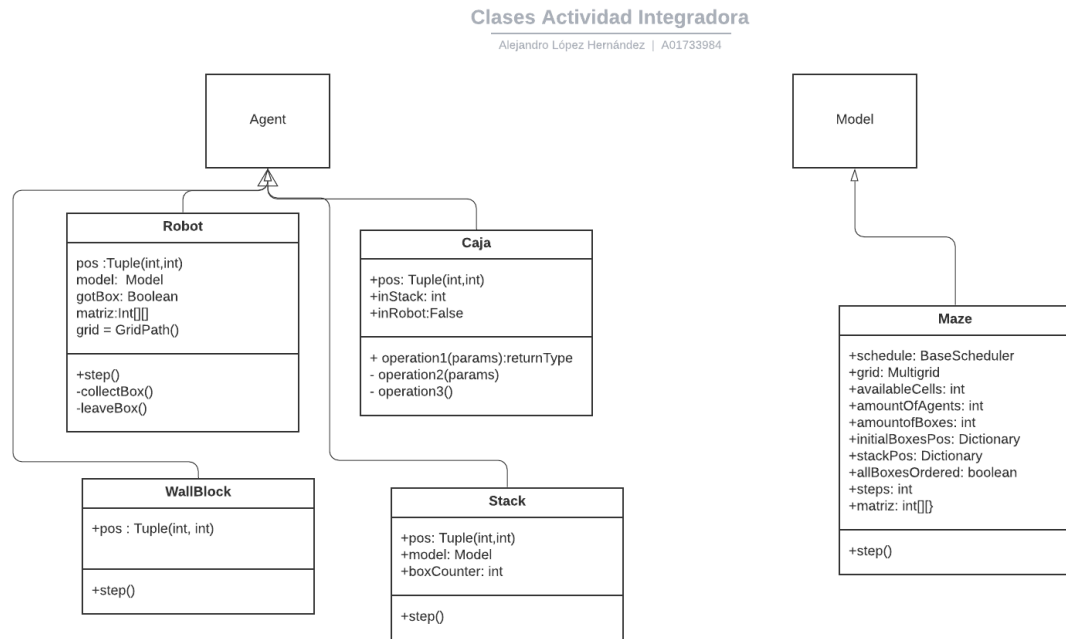 Clases Actividad Integradora
Alejandro López Hernández | A01733984
Agent
Model
Robot
pos :Tuple(int,int)
model: Model
gotBox: Boolean
matriz:Int[][]
grid = GridPath()
+step()
-collectBox()
-leaveBox()
Caja
+pos: Tuple(int,int)
+inStack: int
+inRobot:False
+ operation1(params):returnType
- operation2(params)
- operation3()
Maze
+schedule: BaseScheduler
+grid: Multigrid
+availableCells: int
+amountOfAgents: int
+amountofBoxes: int
+initialBoxesPos: Dictionary
+stackPos: Dictionary
+allBoxesOrdered: boolean
+steps: int
+matriz: int[][}
+step()
WallBlock
+pos : Tuple(int, int)
+step()
Stack
+pos: Tuple(int,int)
+model: Model
+boxCounter: int
+step()